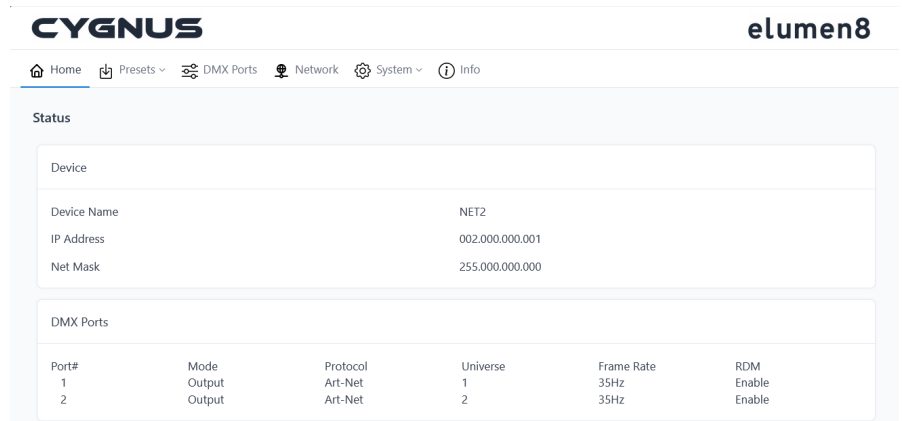 CYGNUS elumen8
Home Presets DMX Ports Network System Info
Status
Device
Device Name NET2
IP Address 002.000.000.001
Net Mask 255.000.000.000
DMX Ports
Port# Mode Protocol Universe Frame Rate RDM
1 Output Art-Net 1 35Hz Enable
2 Output Art-Net 2 35Hz Enable